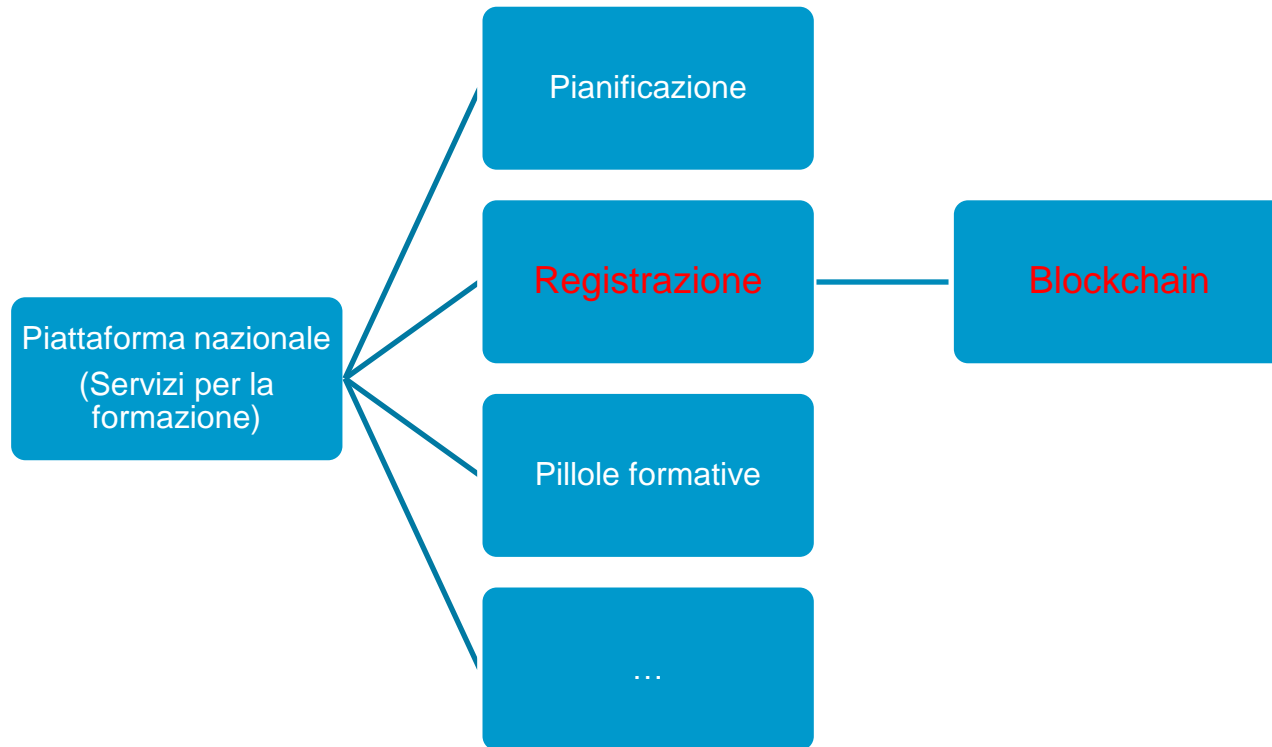 Pianificazione
Registrazione
Blockchain
Piattaforma nazionale
(Servizi per la
formazione)
Pillole formative
...